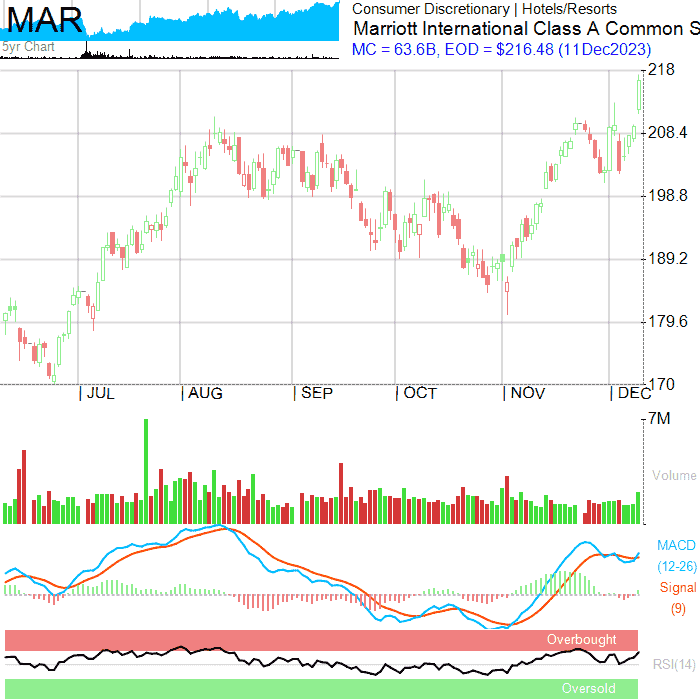 MAR
Consumer Discretionary | Hotels/Resorts
Marriott International Class A Common S
MC = 63.6B, EOD = $216.48 (11Dec2023)
5yr Chart
218
208.4
198.8
189.2
179.6
170
| JUL | AUG | SEP | OCT | NOV | DEC
7M
Volume
MACD
(12-26)
Signal
(9)
Overbought
RSI(14)
Oversold